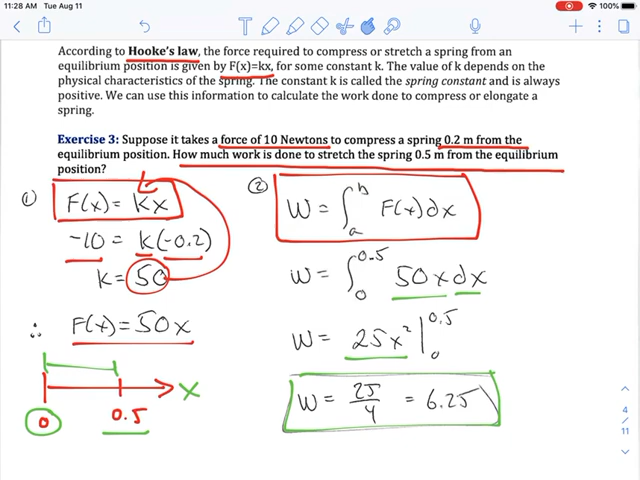 11:28 AM Tue Aug 11
According to Hooke's law, the force required to compress or stretch a spring from an
equilibrium position is given by F(x)=kx, for some constant k. The value of k depends on the
physical characteristics of the spring. The constant k is called the spring constant and is always
positive. We can use this information to calculate the work done to compress or elongate a
spring.
Exercise 3: Suppose it takes a force of 10 Newtons to compress a spring 0.2 m from the
equilibrium position. How much work is done to stretch the spring 0.5 m from the equilibrium
position?
① F(x) = kx
-10 = k(-0.2)
k = 50
∴ F(x) = 50x
x
0 0.5
② W = ∫_a^b F(x)dx
W = ∫_0^0.5 50x dx
W = 25x² |_0^0.5
W = 25/4 = 6.25
4
/
11